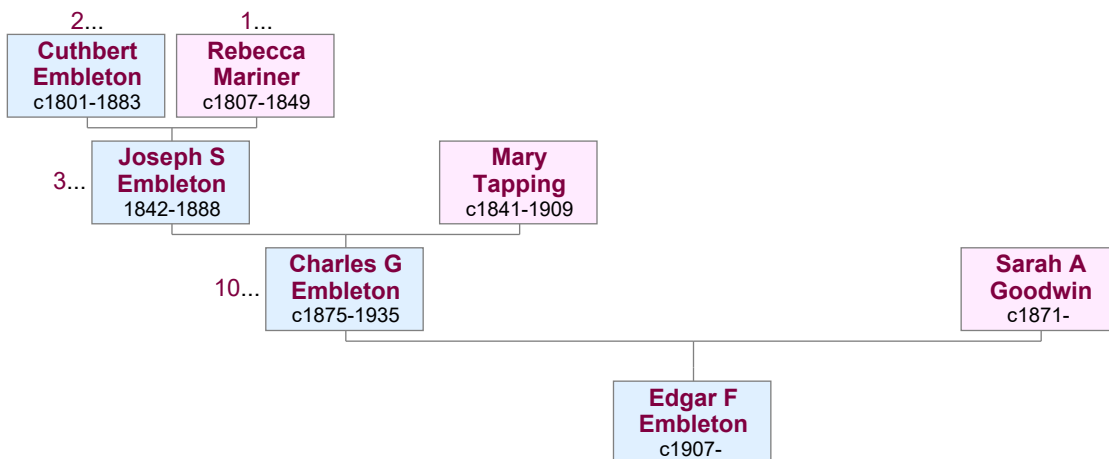 2...
1...
Cuthbert
Embleton
c1801-1883
Rebecca
Mariner
c1807-1849
3...
Joseph S
Embleton
1842-1888
Mary
Tapping
c1841-1909
10...
Charles G
Embleton
c1875-1935
Sarah A
Goodwin
c1871-
Edgar F
Embleton
c1907-